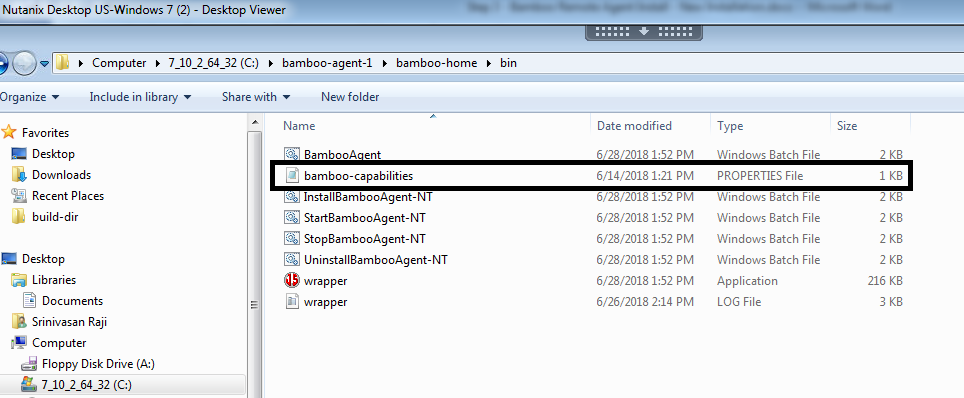 Nutanix Desktop US-Windows 7 (2) - Desktop Viewer
Step 1 - Bamboo Remote Agent Install - New Installation.docx - Microsoft Word
Computer 7_10_2_64_32 (C:) bamboo-agent-1 bamboo-home bin
Organize Include in library Share with New folder
Name Date modified Type Size
Favorites
Desktop
Downloads
Recent Places
build-dir
Desktop
Libraries
Documents
Srinivasan Raji
Computer
Floppy Disk Drive (A:)
7_10_2_64_32 (C:)
BambooAgent 6/28/2018 1:52 PM Windows Batch File 2 KB
bamboo-capabilities 6/14/2018 1:21 PM PROPERTIES File 1 KB
InstallBambooAgent-NT 6/28/2018 1:52 PM Windows Batch File 2 KB
StartBambooAgent-NT 6/28/2018 1:52 PM Windows Batch File 2 KB
StopBambooAgent-NT 6/28/2018 1:52 PM Windows Batch File 2 KB
UninstallBambooAgent-NT 6/28/2018 1:52 PM Windows Batch File 2 KB
wrapper 6/28/2018 1:52 PM Application 216 KB
wrapper 6/26/2018 2:14 PM LOG File 3 KB